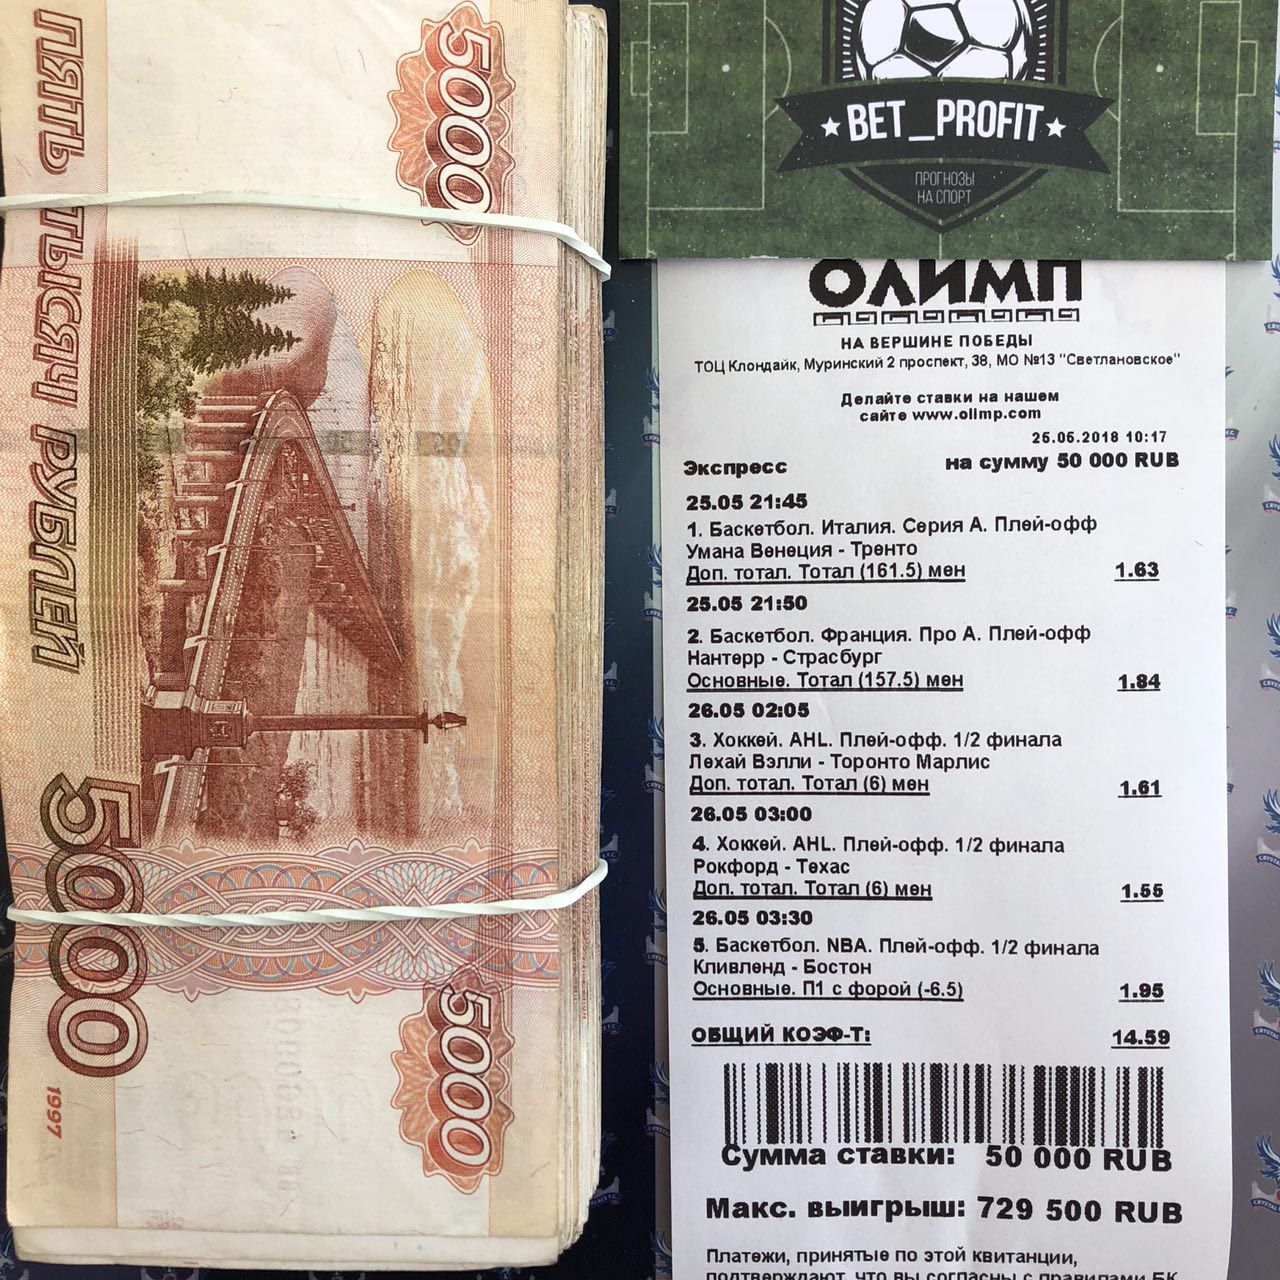 ПЯТЬ ТЫСЯЧ РУБЛЕЙ
5000
5000
5000
1997
BET_PROFIT
ПРОГНОЗЫ
НА СПОРТ
ОЛИМП
НА ВЕРШИНЕ ПОБЕДЫ
ТОЦ Клондайк, Муринский 2 проспект, 38, МО №13 "Светлановское"
Делайте ставки на нашем
сайте www.olimp.com
25.05.2018 10:17
Экспресс на сумму 50 000 RUB
25.05 21:45
1. Баскетбол. Италия. Серия А. Плей-офф
Умана Венеция - Тренто
Доп. тотал. Тотал (161.5) мен 1.63
25.05 21:50
2. Баскетбол. Франция. Про А. Плей-офф
Нантерр - Страсбург
Основные. Тотал (157.5) мен 1.84
26.05 02:05
3. Хоккей. AHL. Плей-офф. 1/2 финала
Лехай Вэлли - Торонто Марлис
Доп. тотал. Тотал (6) мен 1.61
26.05 03:00
4. Хоккей. AHL. Плей-офф. 1/2 финала
Рокфорд - Техас
Доп. тотал. Тотал (6) мен 1.55
26.05 03:30
5. Баскетбол. NBA. Плей-офф. 1/2 финала
Кливленд - Бостон
Основные. П1 с форой (-6.5) 1.95
ОБЩИЙ КОЭФ-Т: 14.59
Сумма ставки: 50 000 RUB
Макс. выигрыш: 729 500 RUB
Платежи, принятые по этой квитанции,
подтверждают, что вы согласны с правилами БК